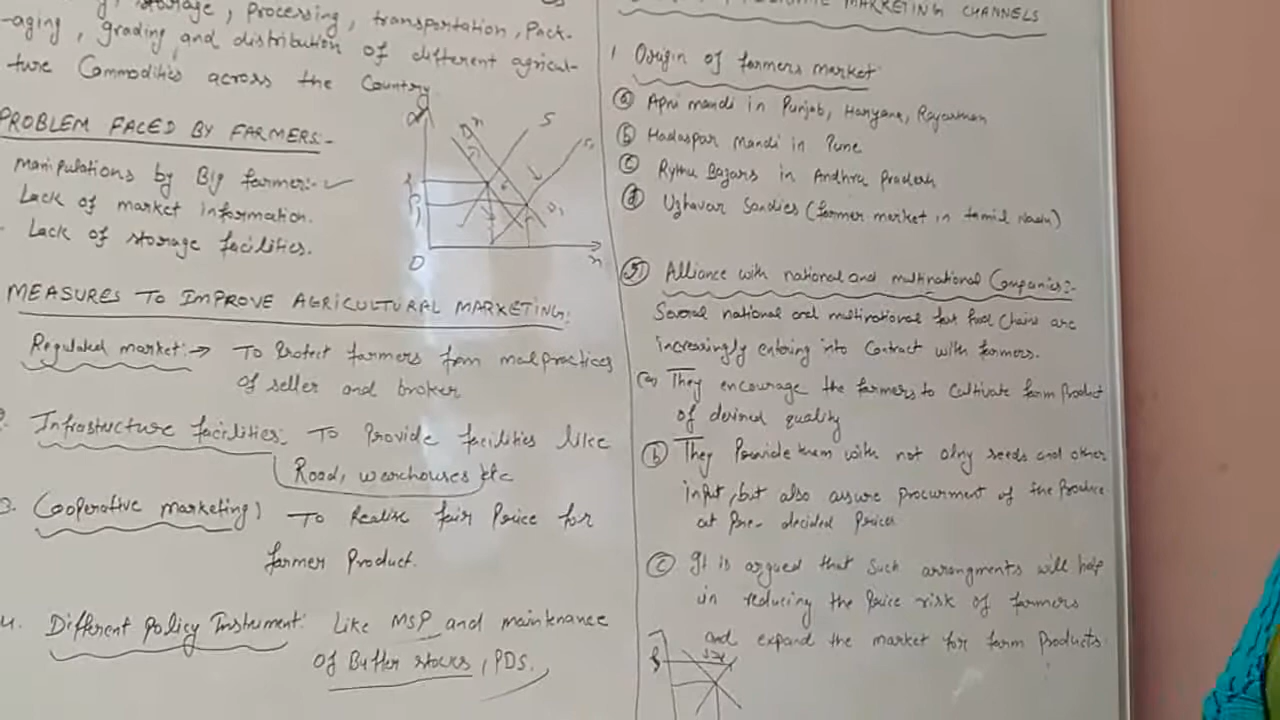 storage, processing, transportation, Pack-
-aging, grading and distribution of different agricul-
ture Commodities across the Country
PROBLEM FACED BY FARMERS:-
Manipulations by Big farmer:-
Lack of market information.
Lack of storage facilities.
S
D
D1
O
MEASURES TO IMPROVE AGRICULTURAL MARKETING:
Regulated market:→ To Protect farmers from malpractices
of seller and broker
2. Infrastructure facilities: To Provide facilities like
Road, warehouses etc
3. Cooperative marketing: To Realise fair Price for
farmer Product.
4. Different Policy Instrument: Like MSP and maintenance
of Buffer stocks, PDS.
MARKETING CHANNELS
1 Origin of farmers market
(a) Apni mandi in Punjab, Haryana, Rajasthan
(b) Hadaspar Mandi in Pune
(c) Rythu Bazars in Andhra Pradesh
(d) Uzhavar Sandies (farmer market in tamil Nadu)
Alliance with national and multinational Companies:-
Several national and multinational fast food Chains are
increasingly entering into Contract with farmers.
(a) They encourage the farmers to Cultivate farm Product
of desired quality
(b) They Provide them with not only seeds and other
input, but also assure procurment of the Produce
at Pre-decided Prices
(c) It is argued that such arrangments will help
in reducing the Price risk of farmers
and expand the market for farm Products.